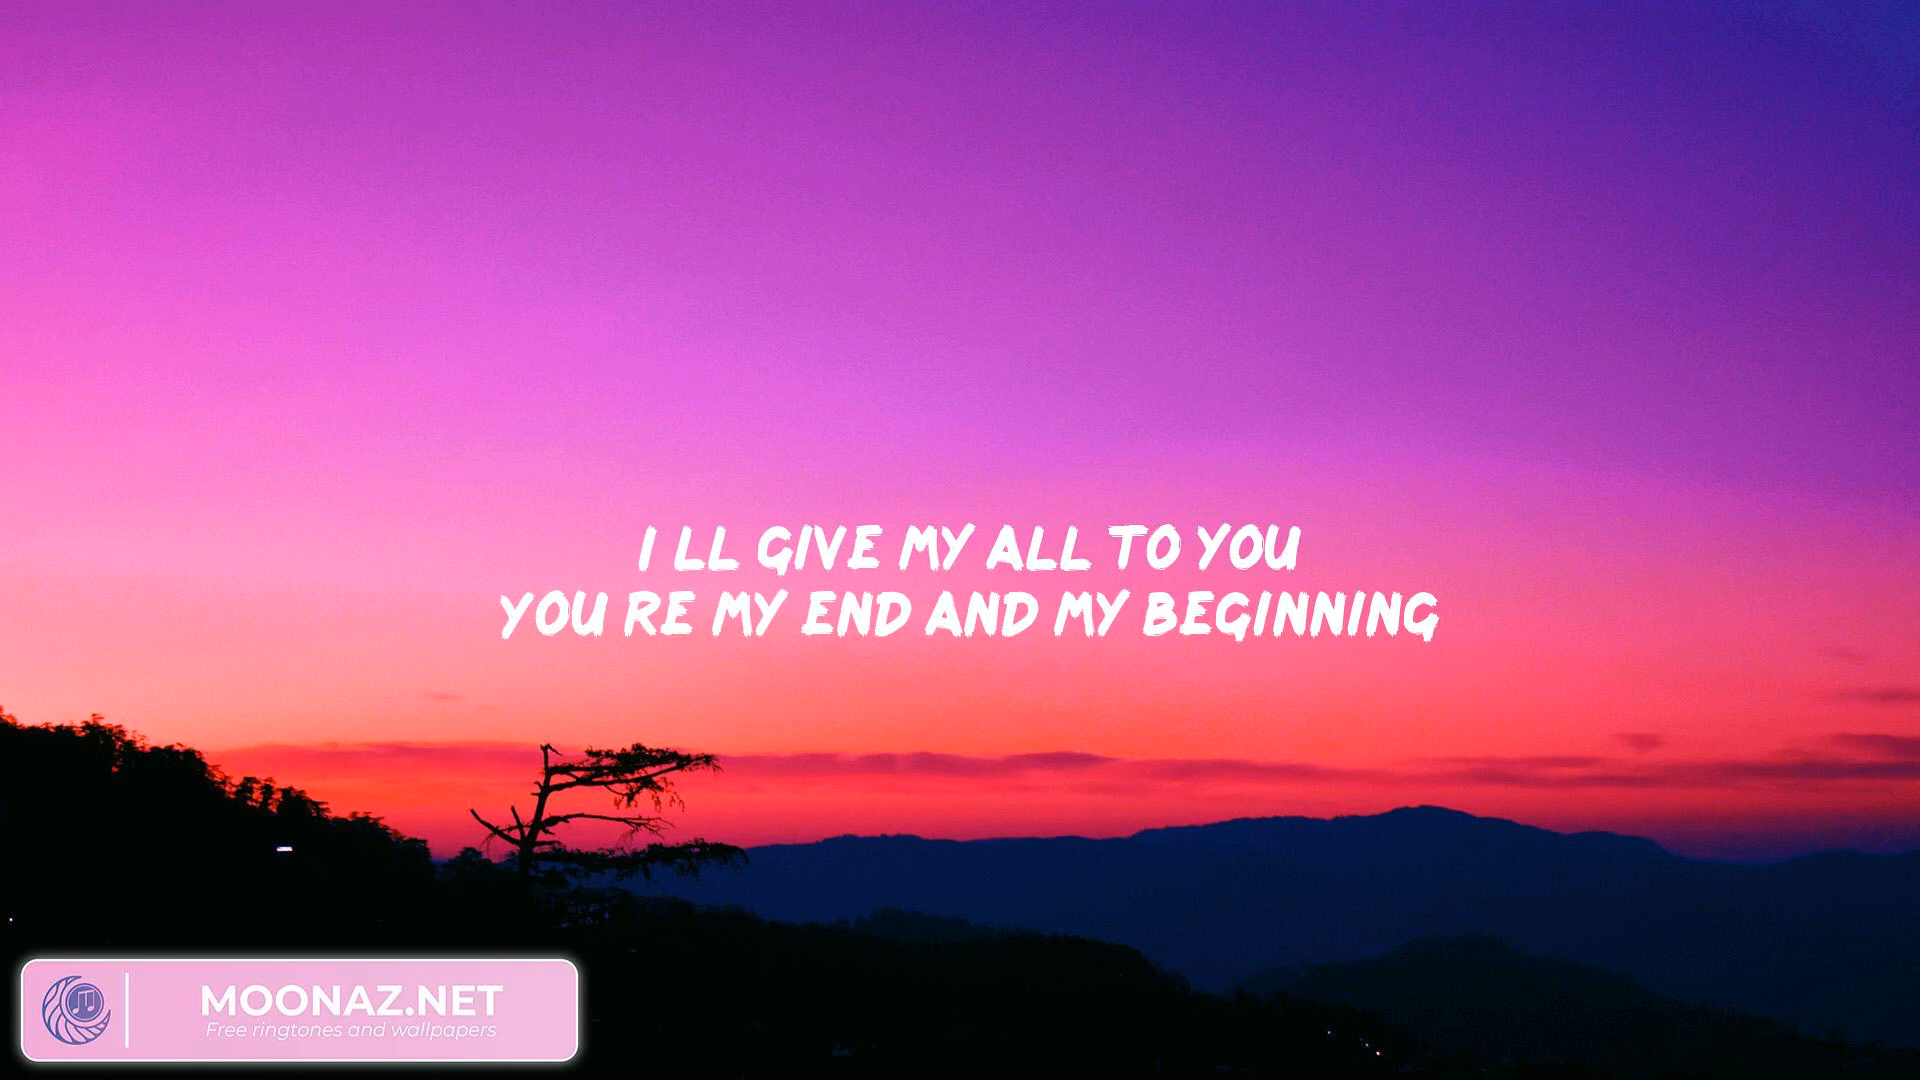 I LL GIVE MY ALL TO YOU
YOU RE MY END AND MY BEGINNING
MOONAZ.NET
Free ringtones and wallpapers